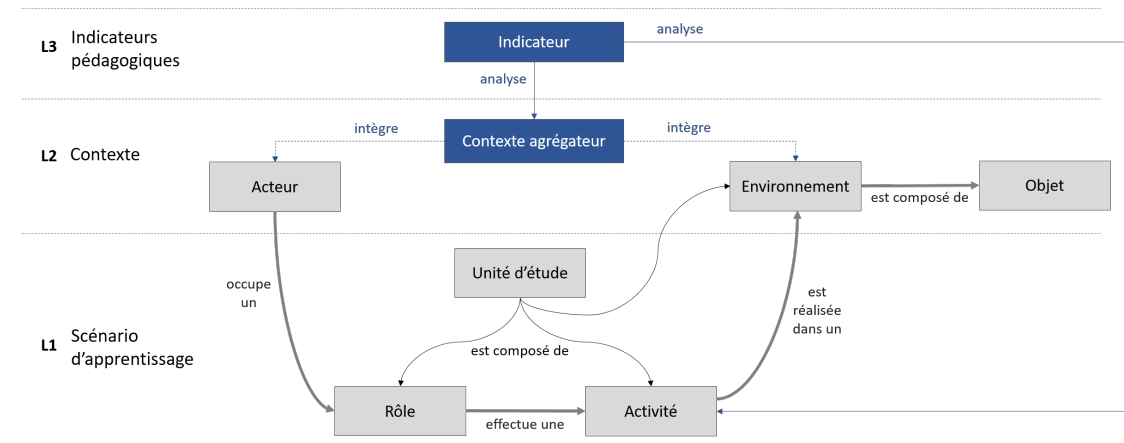 L3 Indicateurs
pédagogiques
Indicateur
analyse
analyse
L2 Contexte
intègre
Contexte agrégateur
intègre
Acteur
Environnement
est composé de
Objet
L1 Scénario
d'apprentissage
occupe
un
Unité d'étude
est composé de
est
réalisée
dans un
Rôle
effectue une
Activité